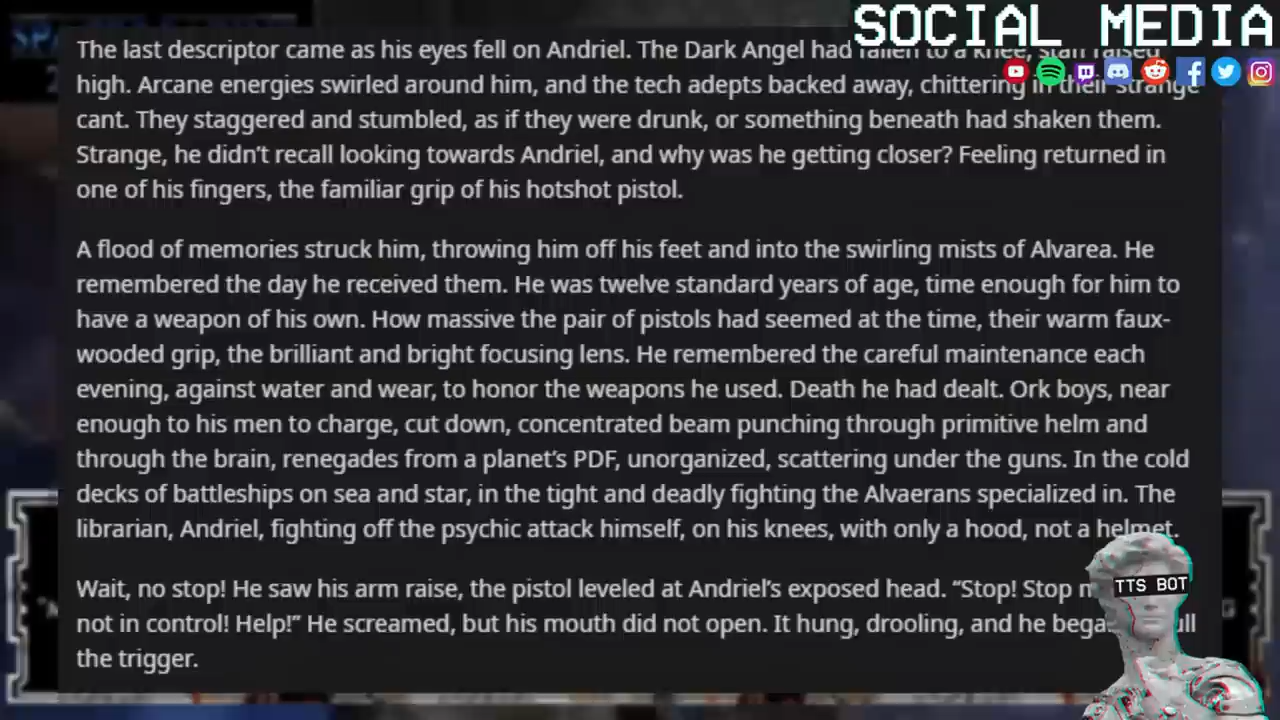 SOCIAL MEDIA
The last descriptor came as his eyes fell on Andriel. The Dark Angel had fallen to a knee, staff raised
high. Arcane energies swirled around him, and the tech adepts backed away, chittering in their strange
cant. They staggered and stumbled, as if they were drunk, or something beneath had shaken them.
Strange, he didn't recall looking towards Andriel, and why was he getting closer? Feeling returned in
one of his fingers, the familiar grip of his hotshot pistol.
A flood of memories struck him, throwing him off his feet and into the swirling mists of Alvarea. He
remembered the day he received them. He was twelve standard years of age, time enough for him to
have a weapon of his own. How massive the pair of pistols had seemed at the time, their warm faux-
wooded grip, the brilliant and bright focusing lens. He remembered the careful maintenance each
evening, against water and wear, to honor the weapons he used. Death he had dealt. Ork boys, near
enough to his men to charge, cut down, concentrated beam punching through primitive helm and
through the brain, renegades from a planet's PDF, unorganized, scattering under the guns. In the cold
decks of battleships on sea and star, in the tight and deadly fighting the Alvaerans specialized in. The
librarian, Andriel, fighting off the psychic attack himself, on his knees, with only a hood, not a helmet.
Wait, no stop! He saw his arm raise, the pistol leveled at Andriel's exposed head. “Stop! Stop
not in control! Help!” He screamed, but his mouth did not open. It hung, drooling, and he
the trigger.
TTS BOT